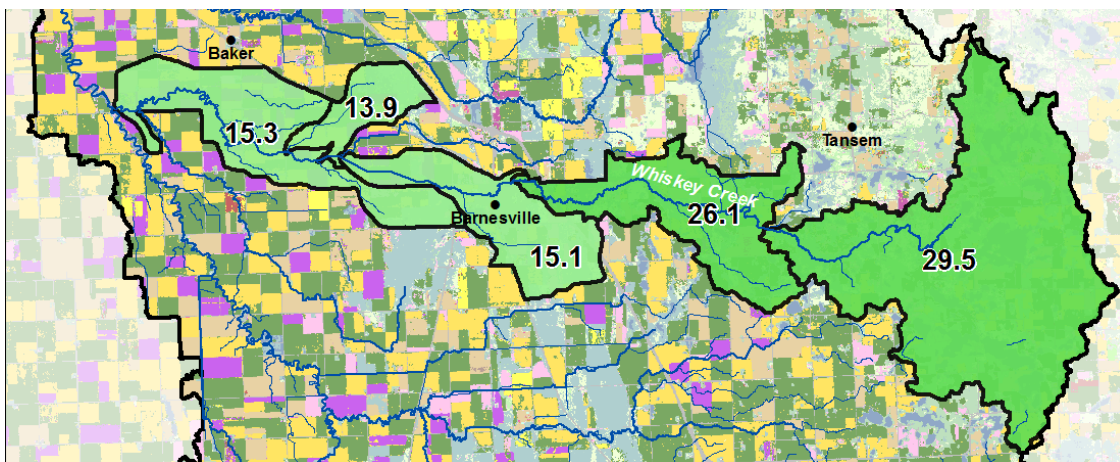 Baker
13.9
15.3
Tansem
Whiskey Creek
Barnesville
26.1
15.1
29.5